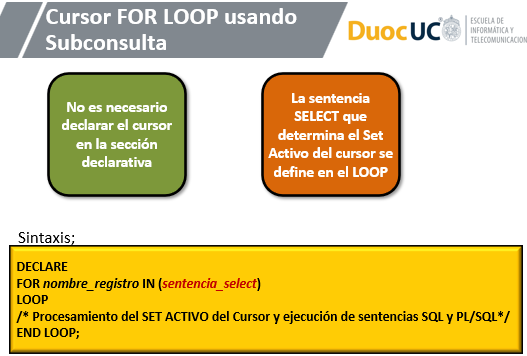 Cursor FOR LOOP usando
Subconsulta
DuocUC
ESCUELA DE
INFORMÁTICA Y
TELECOMUNICACIÓN
No es necesario
declarar el cursor
en la sección
declarativa
La sentencia
SELECT que
determina el Set
Activo del cursor se
define en el LOOP
Sintaxis;
DECLARE
FOR nombre_registro IN (sentencia_select)
LOOP
/* Procesamiento del SET ACTIVO del Cursor y ejecución de sentencias SQL y PL/SQL*/
END LOOP;